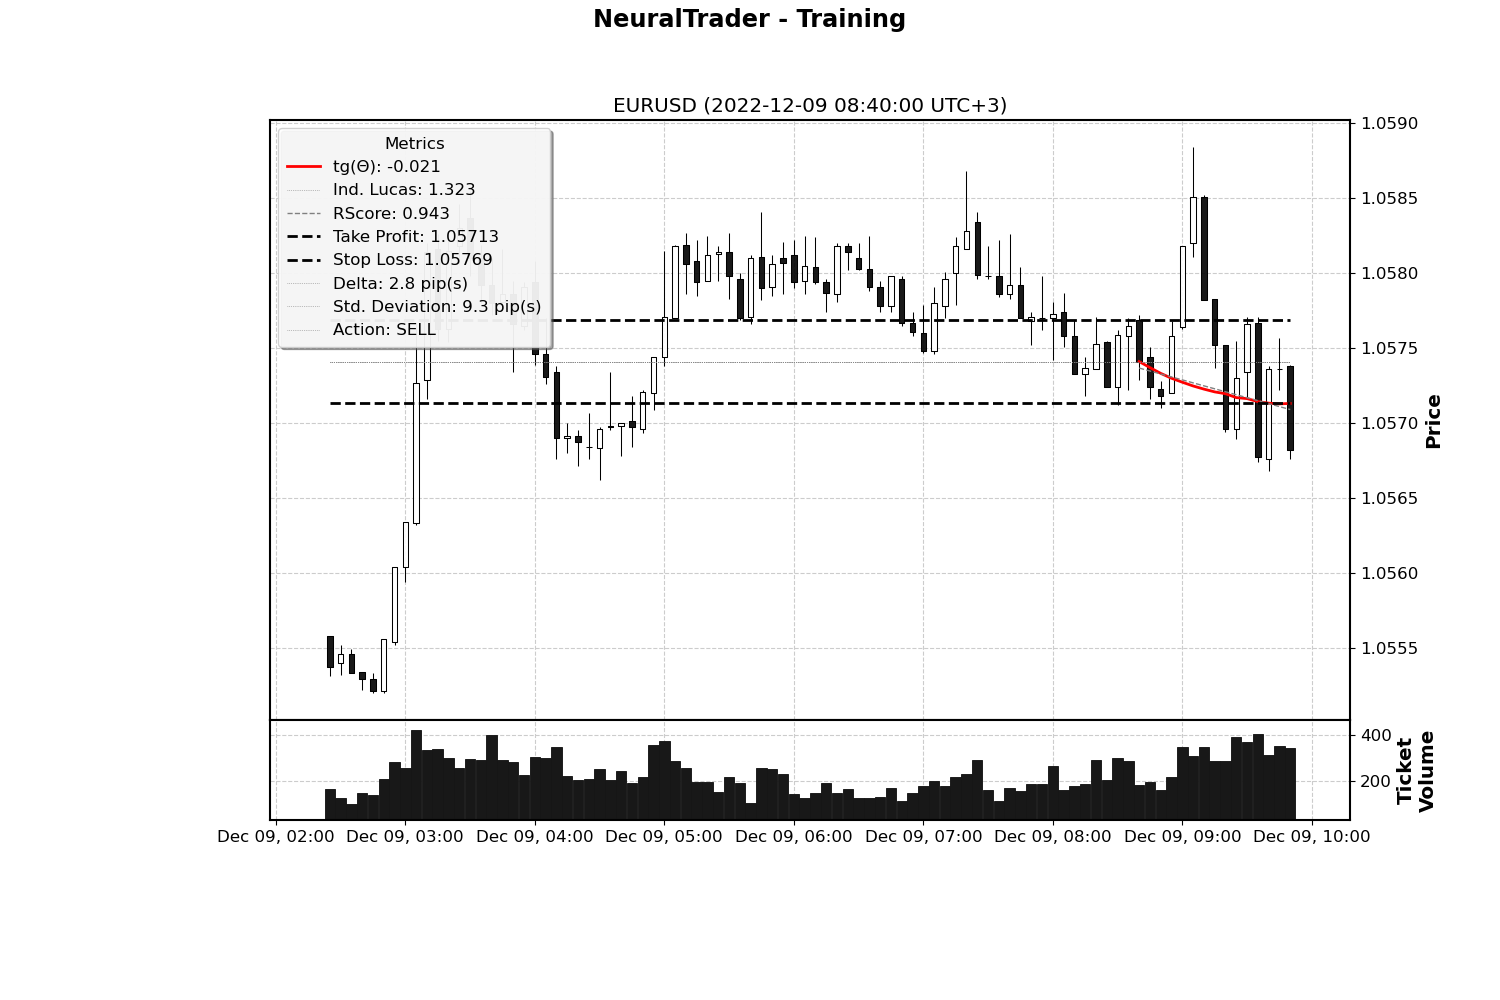 NeuralTrader - Training
EURUSD (2022-12-09 08:40:00 UTC+3)
Metrics
tg(Θ): -0.021
Ind. Lucas: 1.323
RScore: 0.943
Take Profit: 1.05713
Stop Loss: 1.05769
Delta: 2.8 pip(s)
Std. Deviation: 9.3 pip(s)
Action: SELL
1.0590
1.0585
1.0580
1.0575
1.0570
1.0565
1.0560
1.0555
Price
400
200
Ticket
Volume
Dec 09, 02:00 Dec 09, 03:00 Dec 09, 04:00 Dec 09, 05:00 Dec 09, 06:00 Dec 09, 07:00 Dec 09, 08:00 Dec 09, 09:00 Dec 09, 10:00